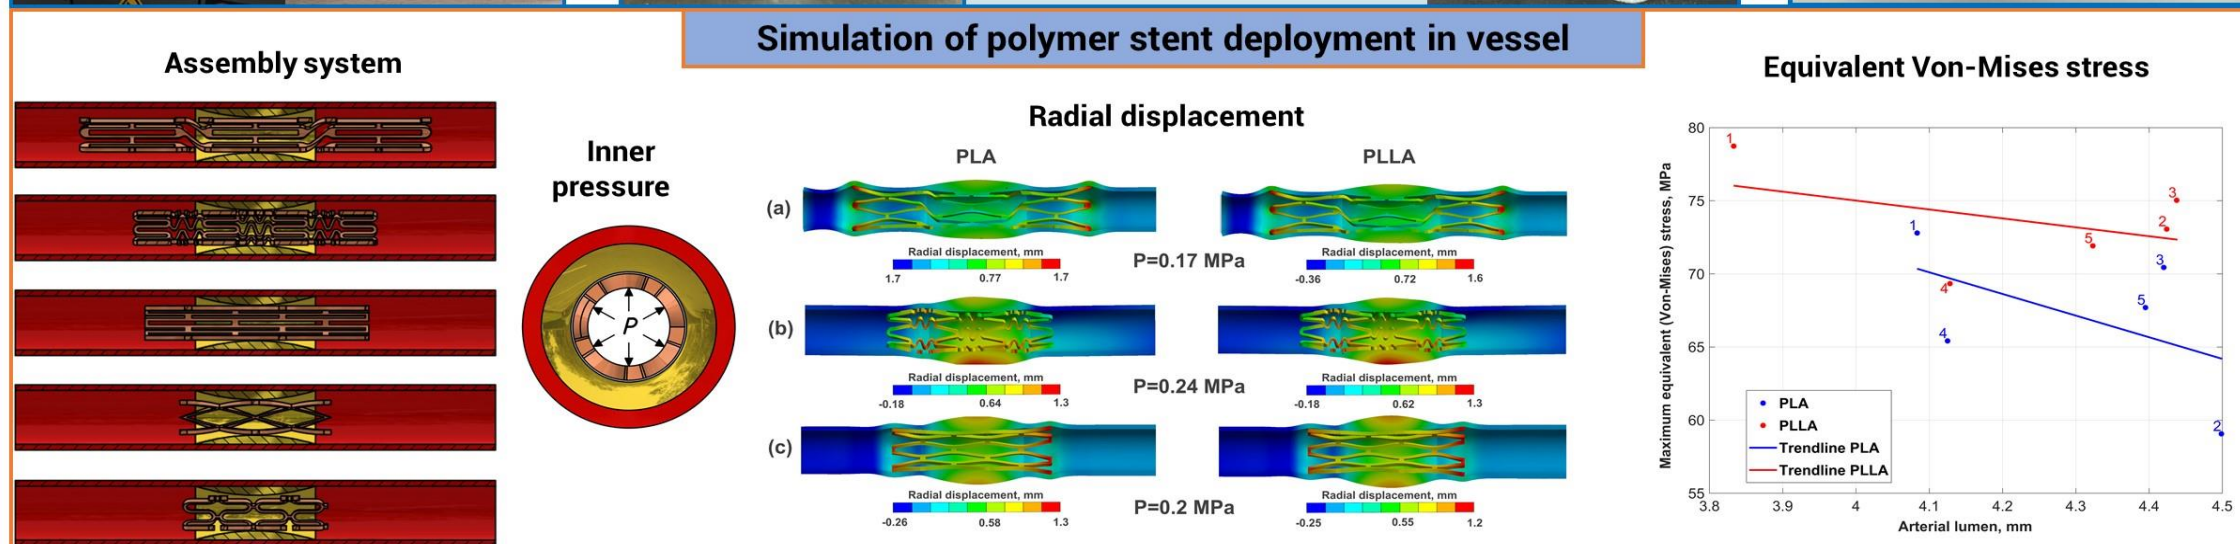 Simulation of polymer stent deployment in vessel
Assembly system
Inner
pressure
P
Radial displacement
PLA
PLLA
(a)
Radial displacement, mm
1.7
0.77
1.7
P=0.17 MPa
Radial displacement, mm
-0.36
0.72
1.6
(b)
Radial displacement, mm
-0.18
0.64
1.3
P=0.24 MPa
Radial displacement, mm
-0.18
0.62
1.3
(c)
Radial displacement, mm
-0.26
0.58
1.3
P=0.2 MPa
Radial displacement, mm
-0.25
0.55
1.2
Equivalent Von-Mises stress
Maximum equivalent (Von-Mises) stress, MPa
80
75
70
65
60
55
1
3
2
5
4
1
3
5
4
2
PLA
PLLA
Trendline PLA
Trendline PLLA
3.8
3.9
4
4.1
4.2
4.3
4.4
4.5
Arterial lumen, mm